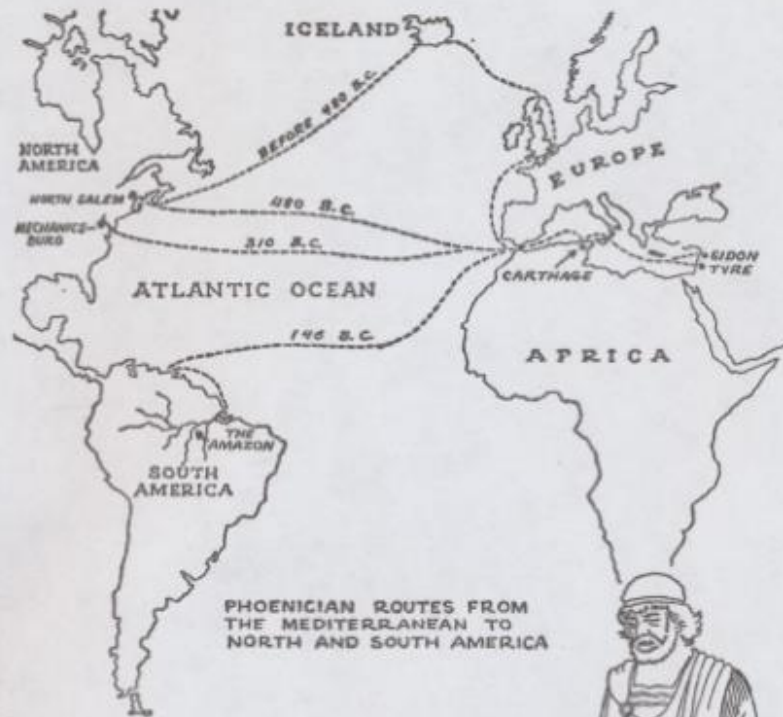 ICELAND
BEFORE 480 B.C.
NORTH
AMERICA
EUROPE
NORTH SALEM
480 B.C.
MECHANICS-
BURG
310 B.C.
SIDON
TYRE
CARTHAGE
ATLANTIC OCEAN
146 B.C.
AFRICA
THE
AMAZON
SOUTH
AMERICA
PHOENICIAN ROUTES FROM
THE MEDITERRANEAN TO
NORTH AND SOUTH AMERICA